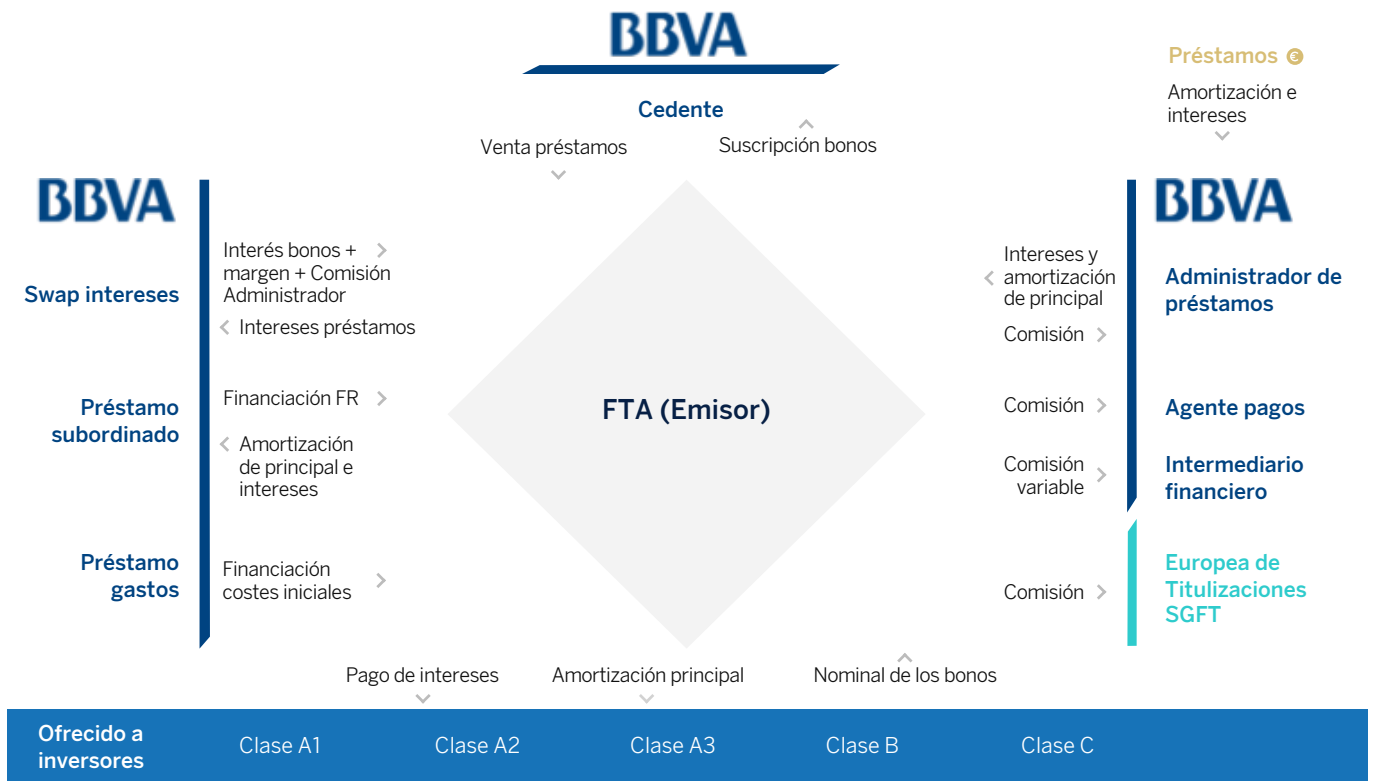 BBVA
Cedente
Venta préstamos
Suscripción bonos
Préstamos €
Amortización e
intereses
BBVA
Swap intereses
Interés bonos +
margen + Comisión
Administrador
Intereses préstamos
Préstamo
subordinado
Financiación FR
Amortización
de principal e
intereses
Préstamo
gastos
Financiación
costes iniciales
FTA (Emisor)
BBVA
Intereses y
amortización
de principal
Administrador de
préstamos
Comisión
Comisión
Agente pagos
Comisión
variable
Intermediario
financiero
Comisión
Europea de
Titulizaciones
SGFT
Pago de intereses
Amortización principal
Nominal de los bonos
Ofrecido a
inversores
Clase A1
Clase A2
Clase A3
Clase B
Clase C